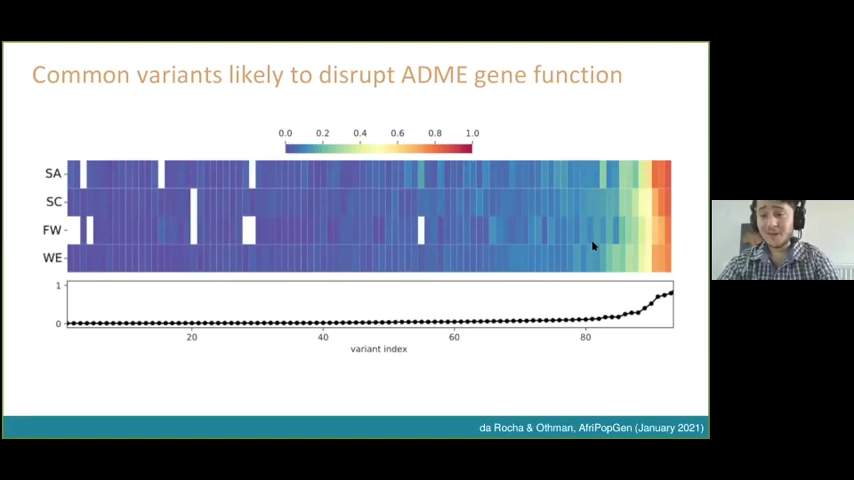 Common variants likely to disrupt ADME gene function
0.0 0.2 0.4 0.6 0.8 1.0
SA
SC
FW
WE
1
0
20 40 60 80
variant index
da Rocha & Othman, AfriPopGen (January 2021)